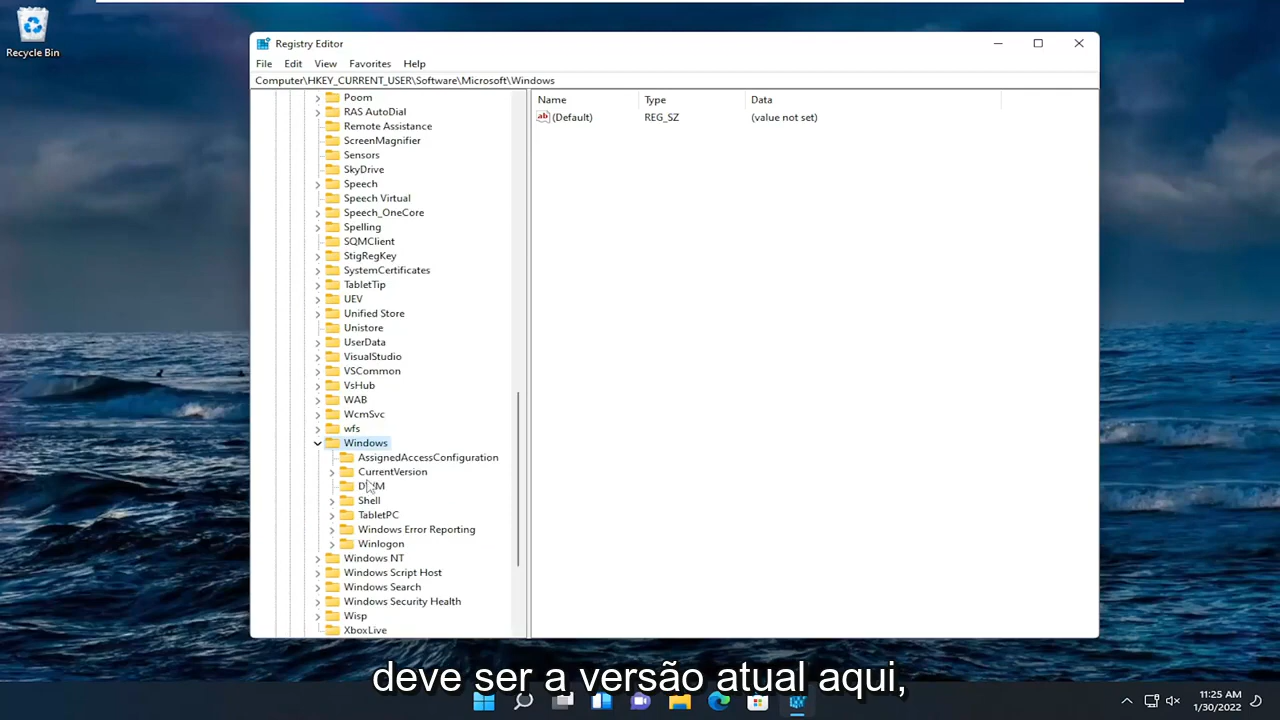 Recycle Bin
Registry Editor
File Edit View Favorites Help
Computer\HKEY_CURRENT_USER\Software\Microsoft\Windows
Name Type Data
(Default) REG_SZ (value not set)
Poom
RAS AutoDial
Remote Assistance
ScreenMagnifier
Sensors
SkyDrive
Speech
Speech Virtual
Speech_OneCore
Spelling
SQMClient
StigRegKey
SystemCertificates
TabletTip
UEV
Unified Store
Unistore
UserData
VisualStudio
VSCommon
VsHub
WAB
WcmSvc
wfs
Windows
AssignedAccessConfiguration
CurrentVersion
Shell
TabletPC
Windows Error Reporting
Winlogon
Windows NT
Windows Script Host
Windows Search
Windows Security Health
Wisp
XboxLive
deve ser a versão atual aqui,
11:25 AM
1/30/2022